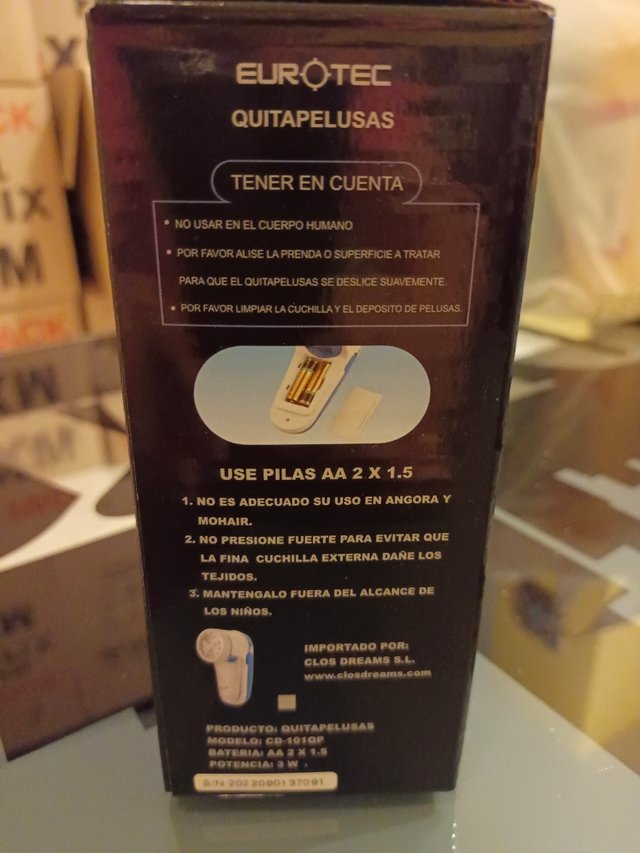 EUROTEC
QUITAPELUSAS
TENER EN CUENTA
• NO USAR EN EL CUERPO HUMANO
• POR FAVOR ALISE LA PRENDA O SUPERFICIE A TRATAR
PARA QUE EL QUITAPELUSAS SE DESLICE SUAVEMENTE.
• POR FAVOR LIMPIAR LA CUCHILLA Y EL DEPOSITO DE PELUSAS.
USE PILAS AA 2 X 1.5
1. NO ES ADECUADO SU USO EN ANGORA Y
MOHAIR.
2. NO PRESIONE FUERTE PARA EVITAR QUE
LA FINA CUCHILLA EXTERNA DAÑE LOS
TEJIDOS.
3. MANTENGALO FUERA DEL ALCANCE DE
LOS NIÑOS.
IMPORTADO POR:
CLOS DREAMS S.L.
www.closdreams.com
PRODUCTO: QUITAPELUSAS
MODELO: CD-101QP
BATERIA: AA 2 X 1.5
POTENCIA: 3 W
S/N 2022090137091